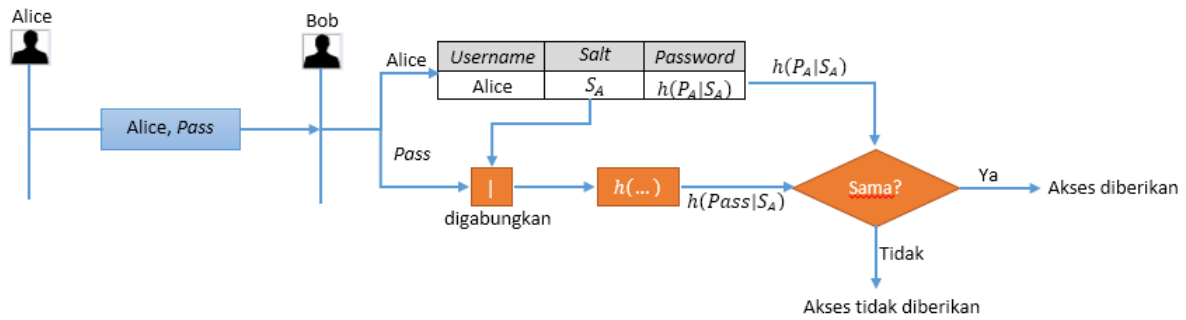 Alice
Bob
Alice, Pass
Alice
Username Salt Password
Alice S_A h(P_A|S_A)
h(P_A|S_A)
Pass
|
digabungkan
h(...)
h(Pass|S_A)
Sama?
Ya
Akses diberikan
Tidak
Akses tidak diberikan